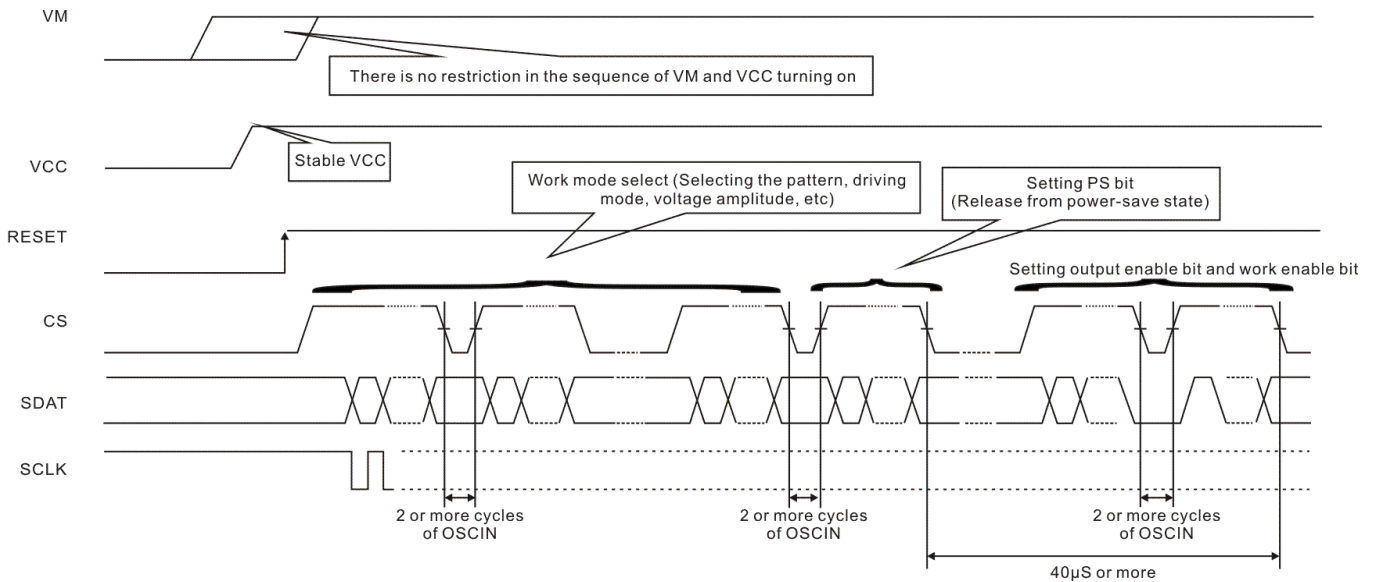 VM
There is no restriction in the sequence of VM and VCC turning on
VCC
Stable VCC
Work mode select (Selecting the pattern, driving
mode, voltage amplitude, etc)
Setting PS bit
(Release from power-save state)
RESET
Setting output enable bit and work enable bit
CS
SDAT
SCLK
2 or more cycles
of OSCIN
2 or more cycles
of OSCIN
2 or more cycles
of OSCIN
40μS or more